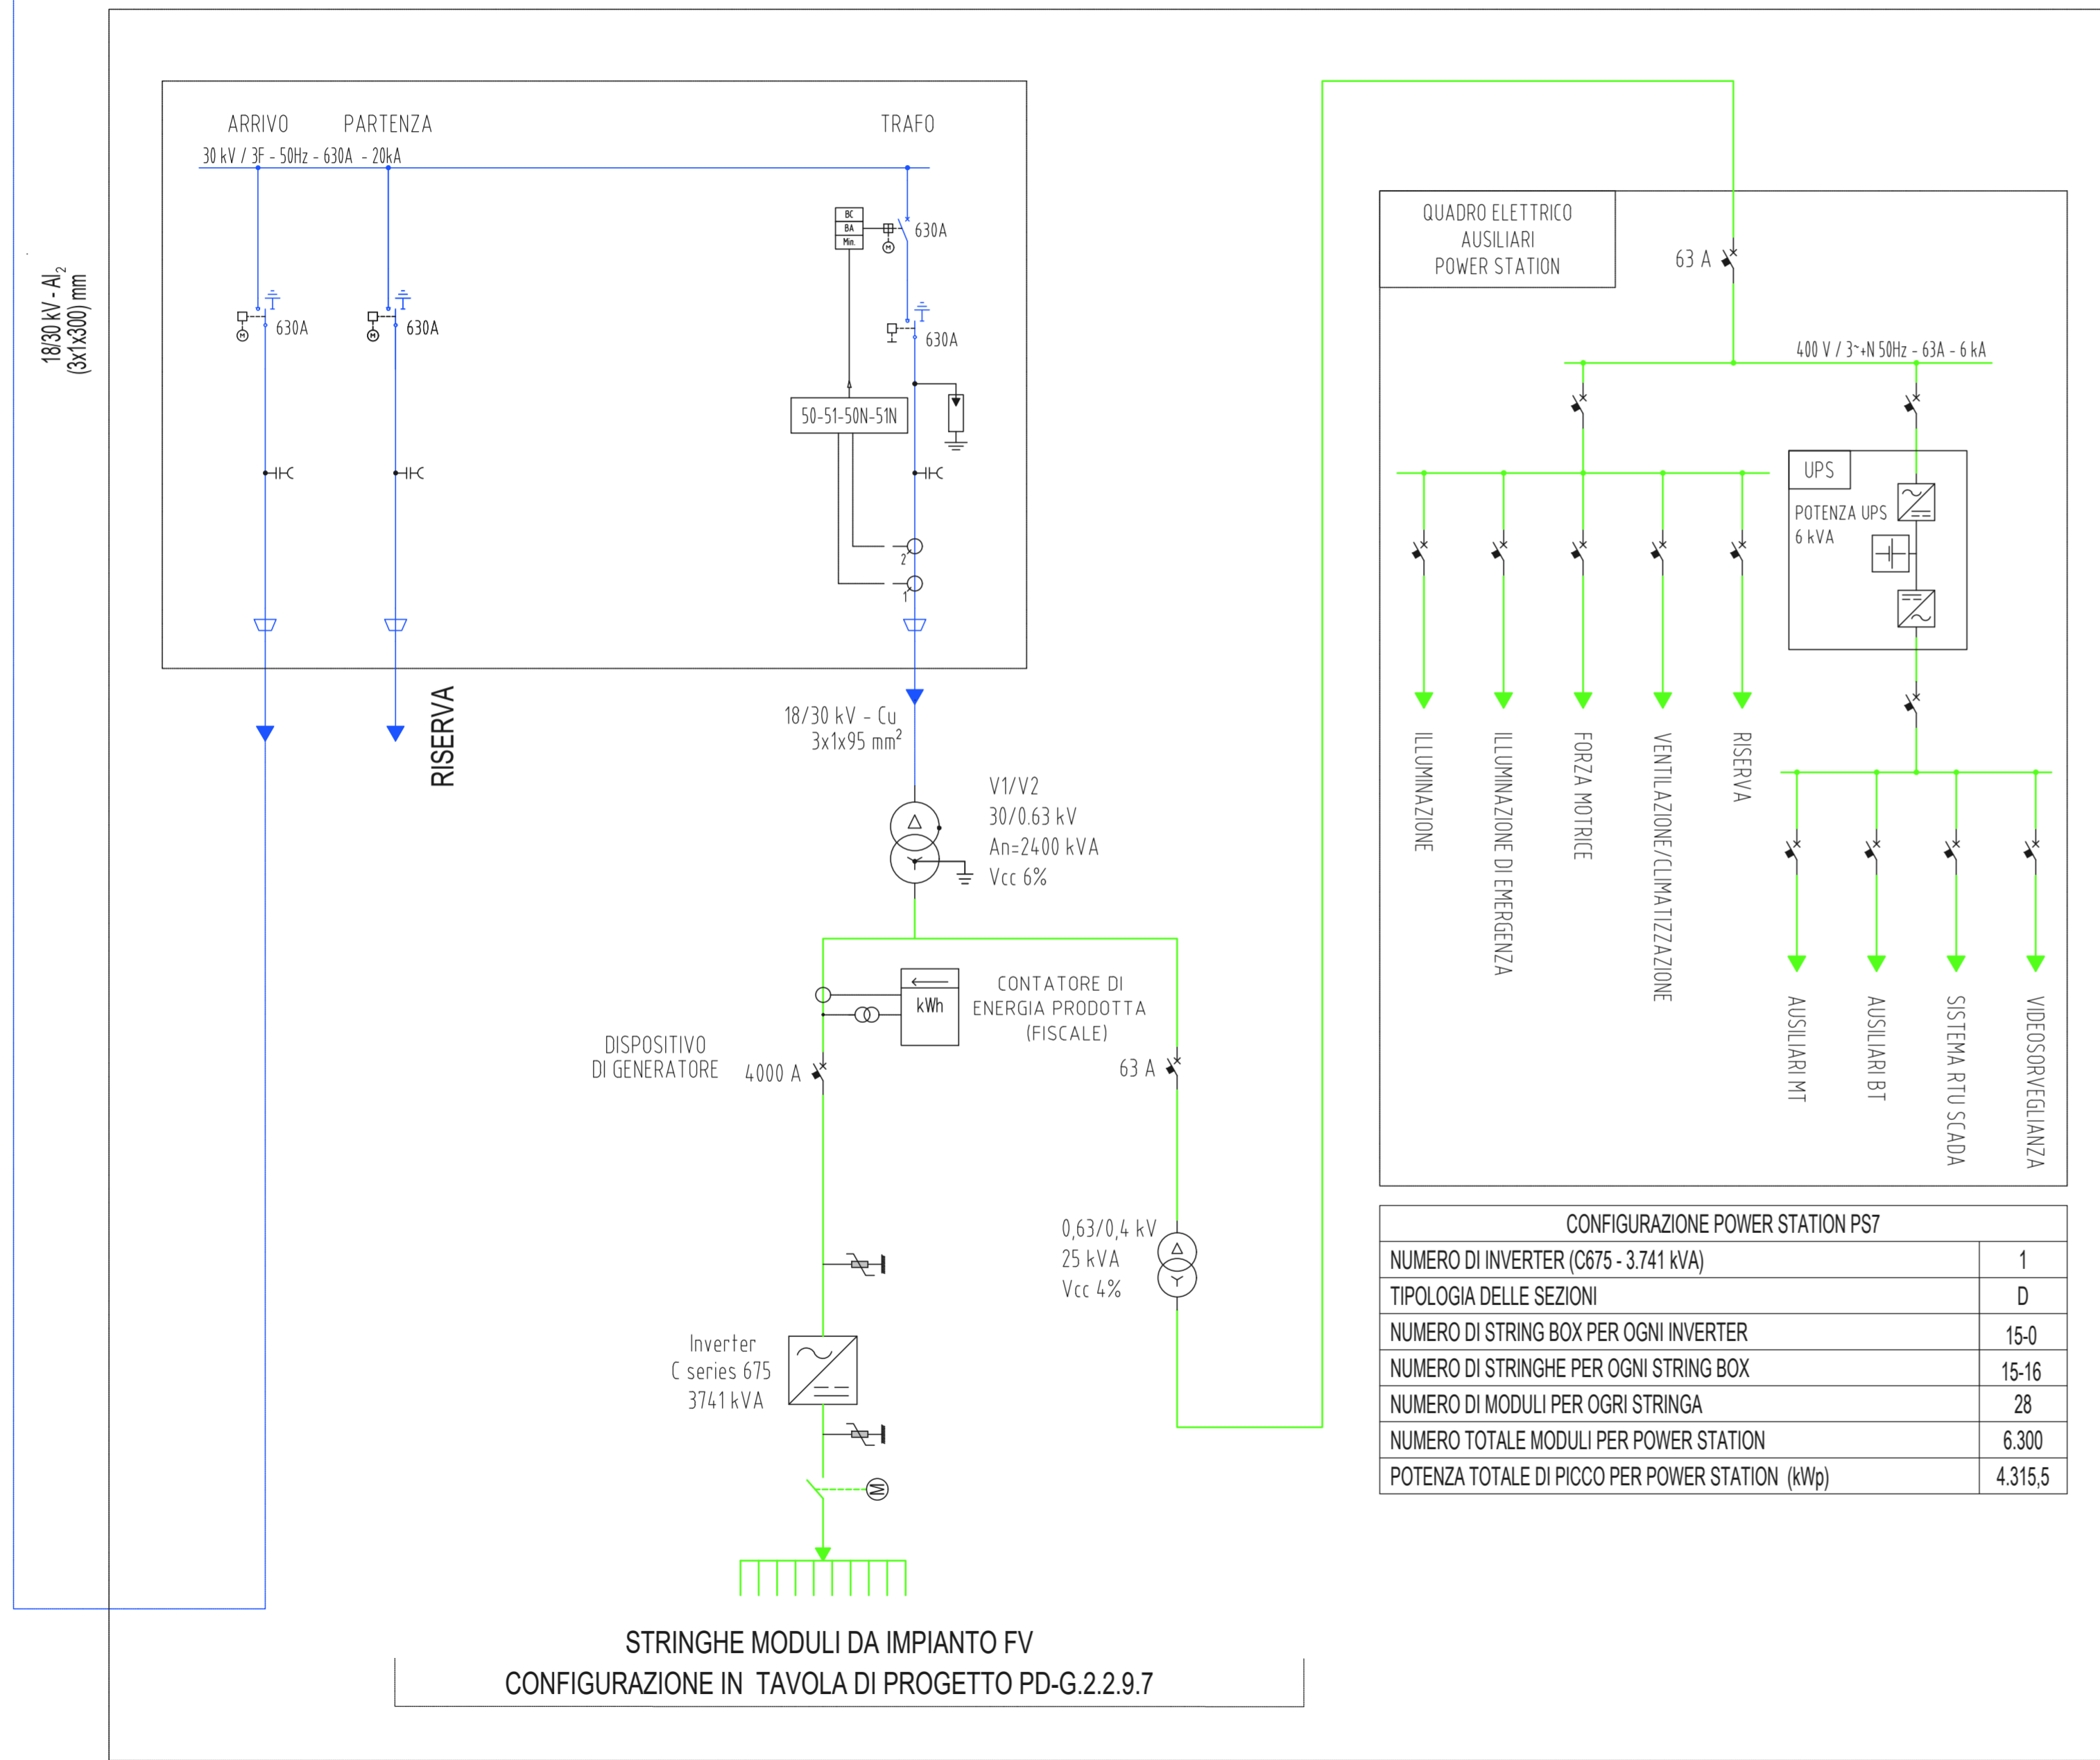 18/30 kV - Al2
(3x1x300) mm
ARRIVO
PARTENZA
TRAFO
30 kV / 3F - 50Hz - 630A - 20kA
BC
BA
Min.
M
630A
M
630A
M
630A
630A
50-51-50N-51N
2
1
RISERVA
18/30 kV - Cu
3x1x95 mm²
V1/V2
30/0.63 kV
An=2400 kVA
Vcc 6%
kWh
CONTATORE DI
ENERGIA PRODOTTA
(FISCALE)
DISPOSITIVO
DI GENERATORE
4000 A
63 A
0,63/0,4 kV
25 kVA
Vcc 4%
Inverter
C series 675
3741 kVA
M
STRINGHE MODULI DA IMPIANTO FV
CONFIGURAZIONE IN TAVOLA DI PROGETTO PD-G.2.2.9.7
QUADRO ELETTRICO
AUSILIARI
POWER STATION
63 A
400 V / 3~+N 50Hz - 63A - 6 kA
UPS
POTENZA UPS
6 kVA
ILLUMINAZIONE
ILLUMINAZIONE DI EMERGENZA
FORZA MOTRICE
VENTILAZIONE/CLIMATIZZAZIONE
RISERVA
AUSILIARI MT
AUSILIARI BT
SISTEMA RTU SCADA
VIDEOSORVEGLIANZA
CONFIGURAZIONE POWER STATION PS7
NUMERO DI INVERTER (C675 - 3.741 kVA) 1
TIPOLOGIA DELLE SEZIONI D
NUMERO DI STRING BOX PER OGNI INVERTER 15-0
NUMERO DI STRINGHE PER OGNI STRING BOX 15-16
NUMERO DI MODULI PER OGRI STRINGA 28
NUMERO TOTALE MODULI PER POWER STATION 6.300
POTENZA TOTALE DI PICCO PER POWER STATION (kWp) 4.315,5